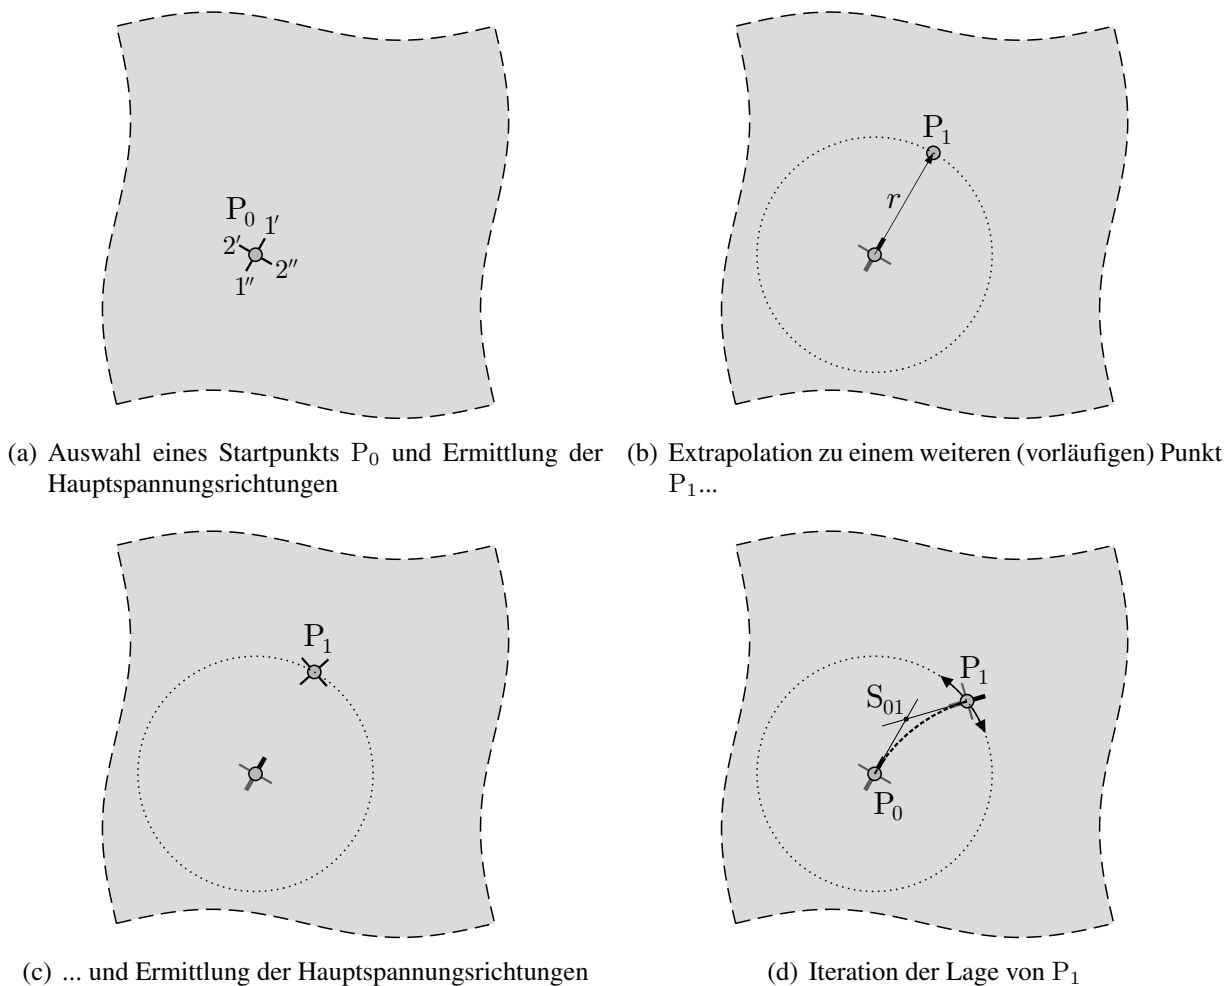 P₀
1′
2′
2″
1″
P₁
r
(a) Auswahl eines Startpunkts P₀ und Ermittlung der
Hauptspannungsrichtungen
(b) Extrapolation zu einem weiteren (vorläufigen) Punkt
P₁...
P₁
P₁
S₀₁
P₀
(c) ... und Ermittlung der Hauptspannungsrichtungen
(d) Iteration der Lage von P₁